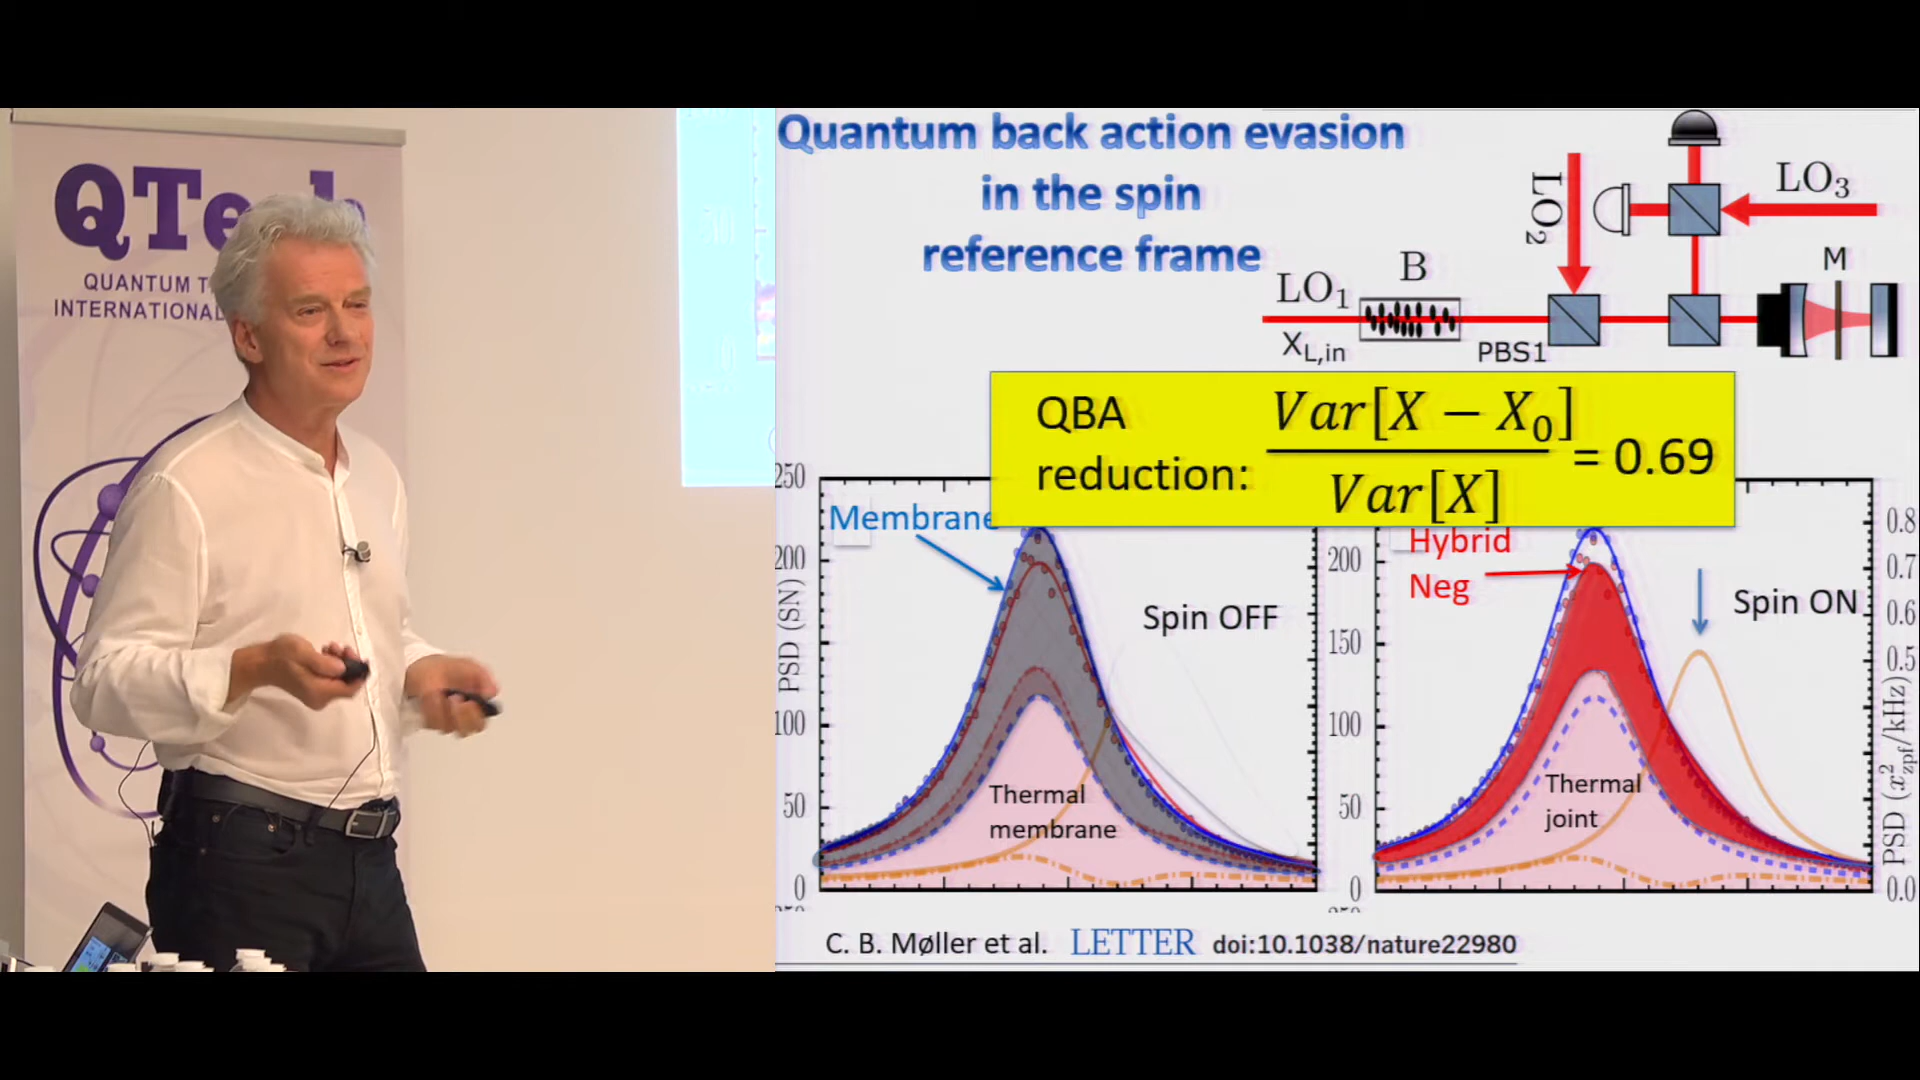 QTe h
QUANTUM T
INTERNATIONAL
Quantum back action evasion
in the spin
reference frame
LO3
LO2
B
M
LO1
XL,in
PBS1
QBA
reduction:
Var[X − X0]
Var[X]
= 0.69
250
200
150
100
50
0
PSD (SN)
Membrane
Spin OFF
Thermal
membrane
200
150
100
50
0
Hybrid
Neg
Spin ON
Thermal
joint
0.8
0.7
0.6
0.5
0.0
PSD (x²zpf/kHz)
C. B. Møller et al. LETTER doi:10.1038/nature22980